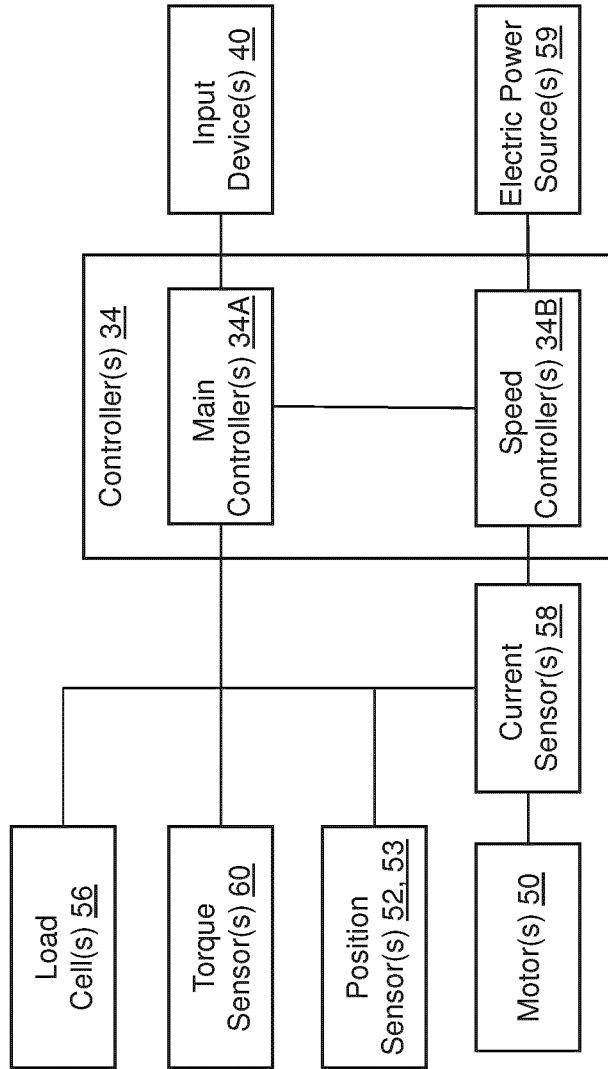 Load
Cell(s) 56
Torque
Sensor(s) 60
Position
Sensor(s) 52, 53
Motor(s) 50
Current
Sensor(s) 58
Controller(s) 34
Main
Controller(s) 34A
Speed
Controller(s) 34B
Input
Device(s) 40
Electric Power
Source(s) 59